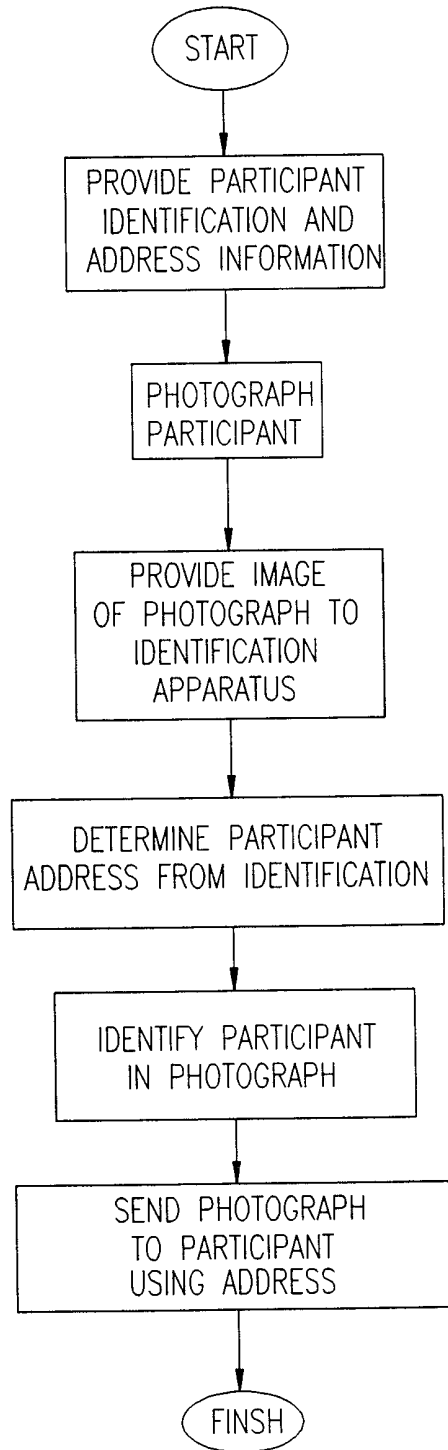 START
PROVIDE PARTICIPANT
IDENTIFICATION AND
ADDRESS INFORMATION
PHOTOGRAPH
PARTICIPANT
PROVIDE IMAGE
OF PHOTOGRAPH TO
IDENTIFICATION
APPARATUS
DETERMINE PARTICIPANT
ADDRESS FROM IDENTIFICATION
IDENTIFY PARTICIPANT
IN PHOTOGRAPH
SEND PHOTOGRAPH
TO PARTICIPANT
USING ADDRESS
FINSH